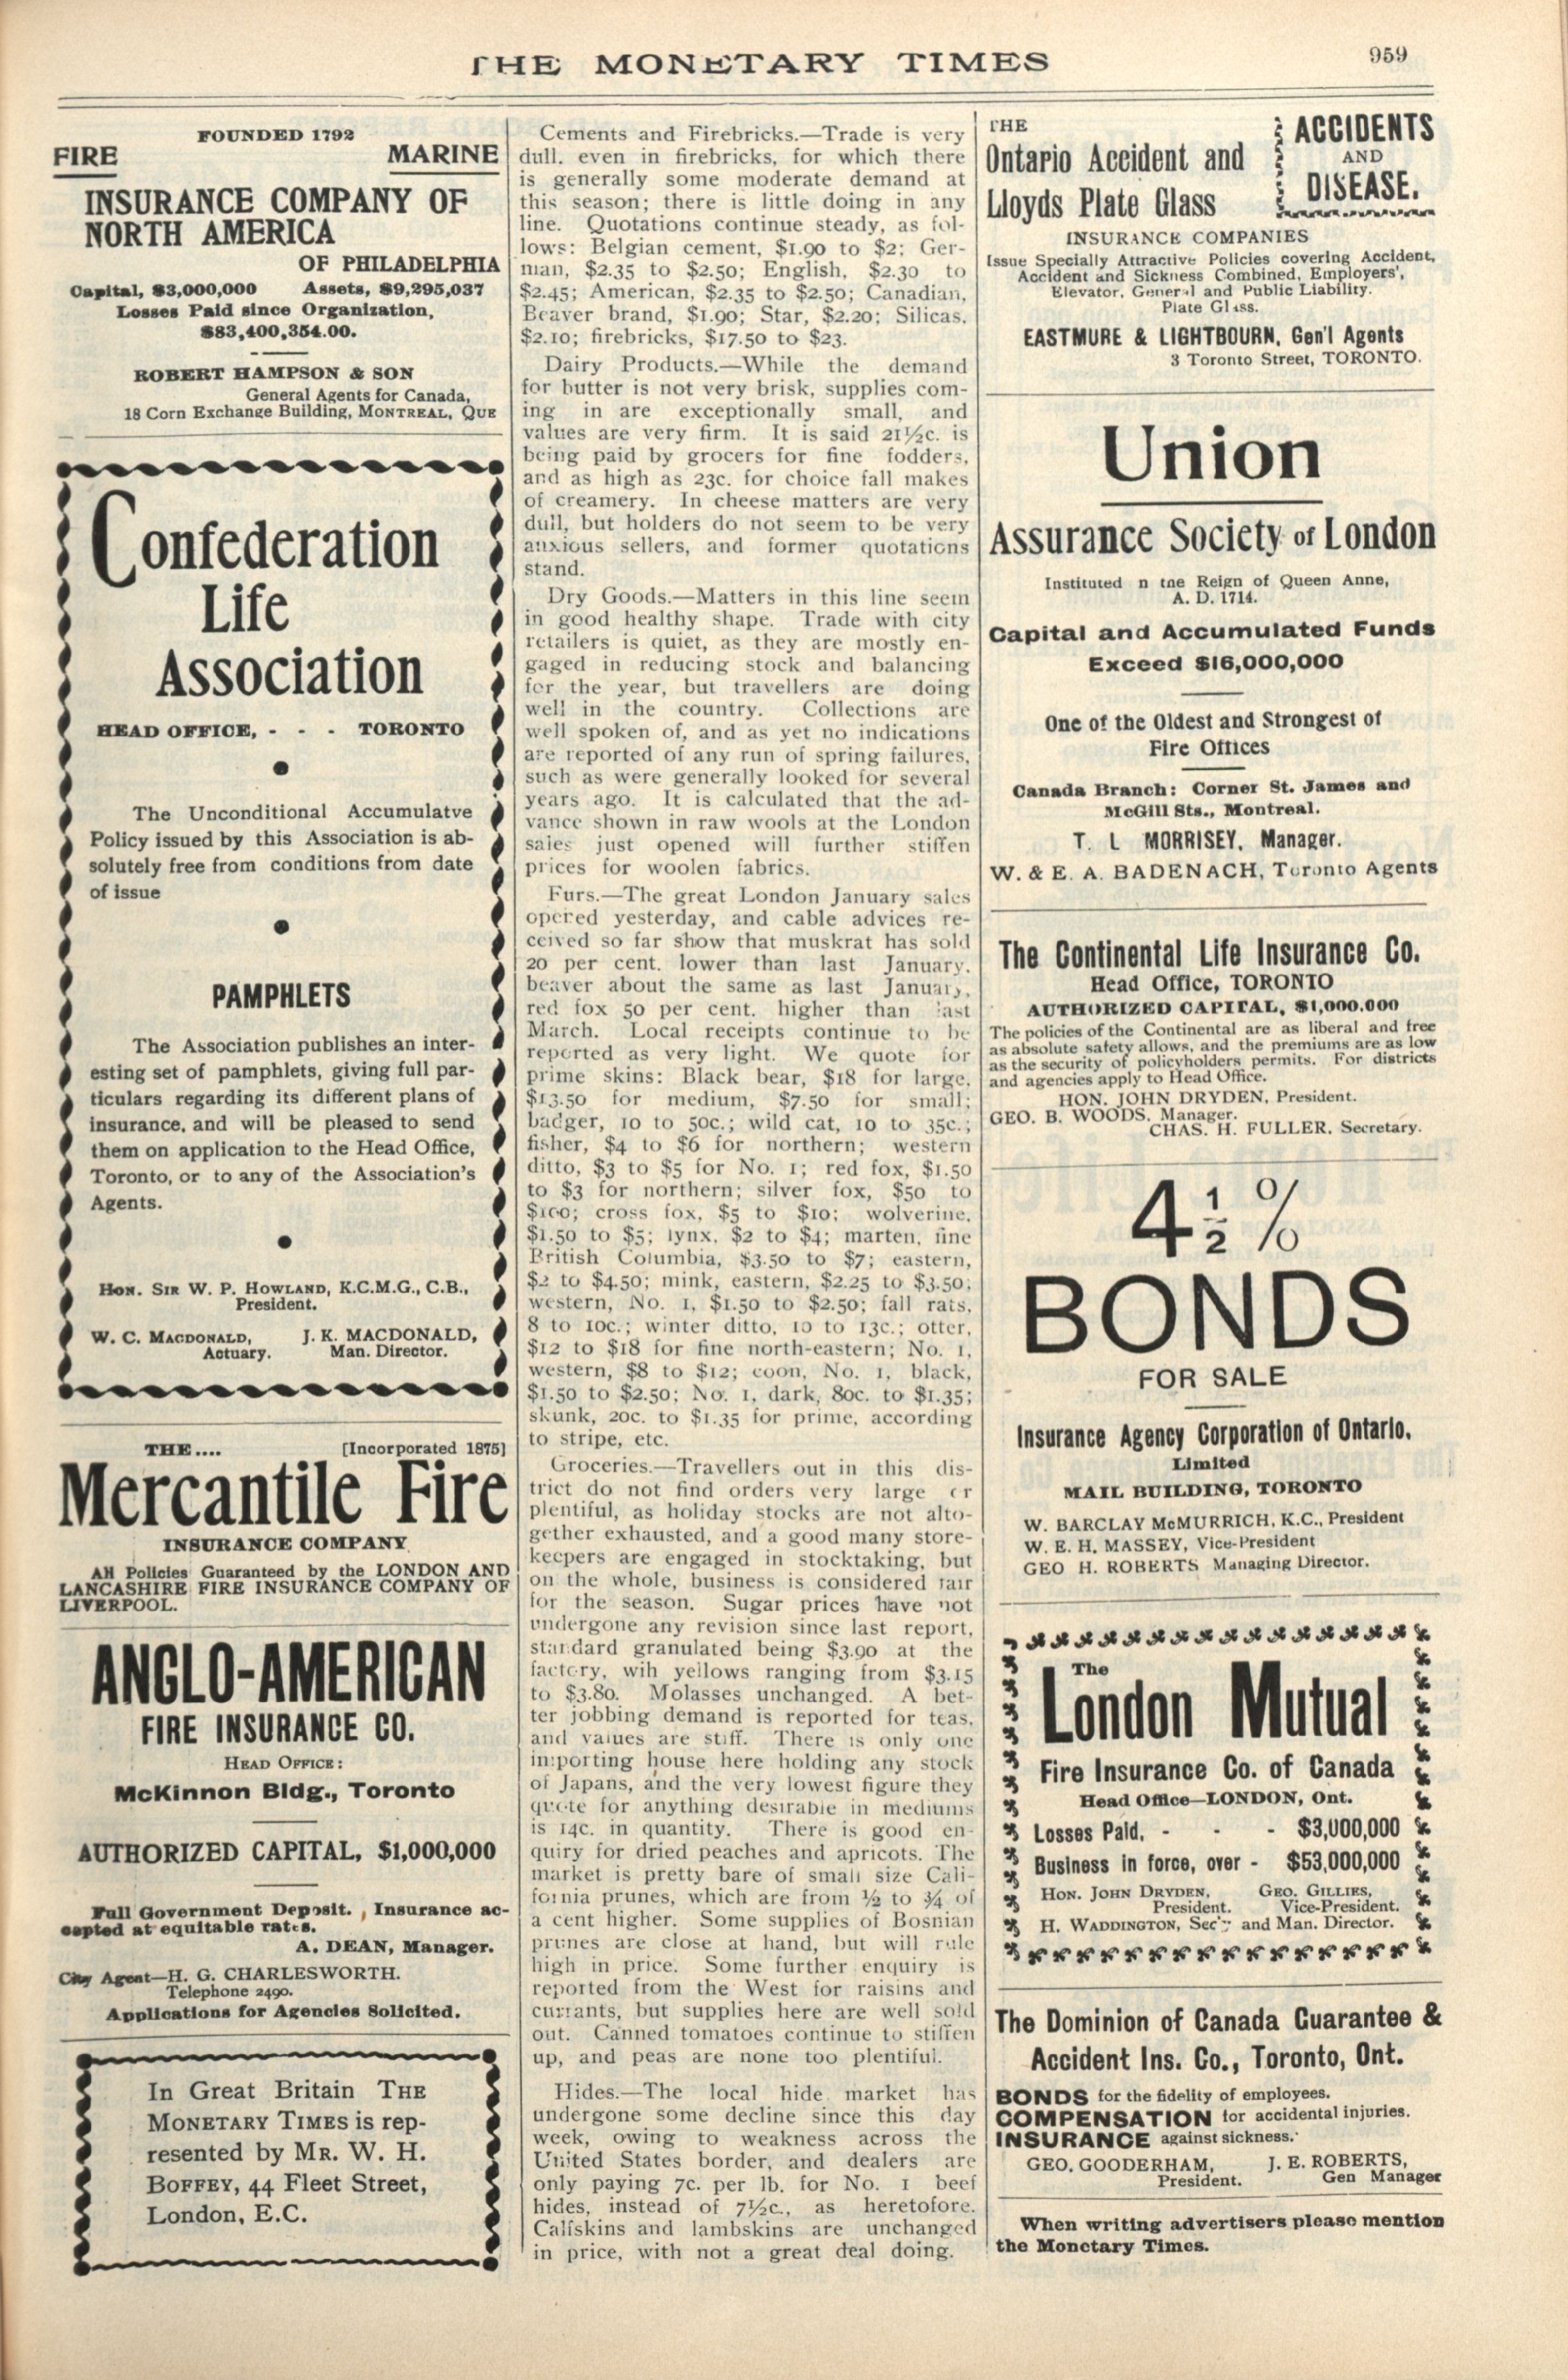 THE MONETARY TIMES
959
FOUNDED 1792
FIRE MARINE
INSURANCE COMPANY OF
NORTH AMERICA
OF PHILADELPHIA
Capital, $3,000,000 Assets, $9,295,037
Losses Paid since Organization,
$83,400,354.00.
ROBERT HAMPSON & SON
General Agents for Canada,
18 Corn Exchange Building, MONTREAL, QUE
Confederation
Life
Association
HEAD OFFICE, - - - TORONTO
The Unconditional Accumulatve
Policy issued by this Association is ab-
solutely free from conditions from date
of issue
PAMPHLETS
The Association publishes an inter-
esting set of pamphlets, giving full par-
ticulars regarding its different plans of
insurance, and will be pleased to send
them on application to the Head Office,
Toronto, or to any of the Association's
Agents.
HON. SIR W. P. HOWLAND, K.C.M.G., C.B.,
President.
W. C. MACDONALD, J. K. MACDONALD,
Actuary. Man. Director.
THE.... [Incorporated 1875]
Mercantile Fire
INSURANCE COMPANY
All Policies Guaranteed by the LONDON AND
LANCASHIRE FIRE INSURANCE COMPANY OF
LIVERPOOL.
ANGLO-AMERICAN
FIRE INSURANCE CO.
HEAD OFFICE:
McKinnon Bldg., Toronto
AUTHORIZED CAPITAL, $1,000,000
Full Government Deposit. Insurance ac-
cepted at equitable rates.
A. DEAN, Manager.
City Agent—H. G. CHARLESWORTH.
Telephone 2490.
Applications for Agencies Solicited.
In Great Britain THE
MONETARY TIMES is rep-
resented by MR. W. H.
BOFFEY, 44 Fleet Street,
London, E.C.
Cements and Firebricks.—Trade is very
dull, even in firebricks, for which there
is generally some moderate demand at
this season; there is little doing in any
line. Quotations continue steady, as fol-
lows: Belgian cement, $1.90 to $2; Ger-
man, $2.35 to $2.50; English, $2.30 to
$2.45; American, $2.35 to $2.50; Canadian,
Beaver brand, $1.90; Star, $2.20; Silicas,
$2.10; firebricks, $17.50 to $23.
Dairy Products.—While the demand
for butter is not very brisk, supplies com-
ing in are exceptionally small, and
values are very firm. It is said 21½c. is
being paid by grocers for fine fodders,
and as high as 23c. for choice fall makes
of creamery. In cheese matters are very
dull, but holders do not seem to be very
anxious sellers, and former quotations
stand.
Dry Goods.—Matters in this line seem
in good healthy shape. Trade with city
retailers is quiet, as they are mostly en-
gaged in reducing stock and balancing
for the year, but travellers are doing
well in the country. Collections are
well spoken of, and as yet no indications
are reported of any run of spring failures,
such as were generally looked for several
years ago. It is calculated that the ad-
vance shown in raw wools at the London
sales just opened will further stiffen
prices for woolen fabrics.
Furs.—The great London January sales
opened yesterday, and cable advices re-
ceived so far show that muskrat has sold
20 per cent. lower than last January,
beaver about the same as last January,
red fox 50 per cent. higher than last
March. Local receipts continue to be
reported as very light. We quote for
prime skins: Black bear, $18 for large,
$13.50 for medium, $7.50 for small;
badger, 10 to 50c.; wild cat, 10 to 35c.;
fisher, $4 to $6 for northern; western
ditto, $3 to $5 for No. 1; red fox, $1.50
to $3 for northern; silver fox, $50 to
$100; cross fox, $5 to $10; wolverine,
$1.50 to $5; lynx, $2 to $4; marten, fine
British Columbia, $3.50 to $7; eastern,
$2 to $4.50; mink, eastern, $2.25 to $3.50;
western, No. 1, $1.50 to $2.50; fall rats,
8 to 10c.; winter ditto, 10 to 13c.; otter,
$12 to $18 for fine north-eastern; No. 1,
western, $8 to $12; coon, No. 1, black,
$1.50 to $2.50; No. 1, dark, 80c. to $1.35;
skunk, 20c. to $1.35 for prime, according
to stripe, etc.
Groceries.—Travellers out in this dis-
trict do not find orders very large or
plentiful, as holiday stocks are not alto-
gether exhausted, and a good many store-
keepers are engaged in stocktaking, but
on the whole, business is considered fair
for the season. Sugar prices have not
undergone any revision since last report,
standard granulated being $3.90 at the
factory, wih yellows ranging from $3.15
to $3.80. Molasses unchanged. A bet-
ter jobbing demand is reported for teas,
and values are stiff. There is only one
importing house here holding any stock
of Japans, and the very lowest figure they
quote for anything desirable in mediums
is 14c. in quantity. There is good en-
quiry for dried peaches and apricots. The
market is pretty bare of small size Cali-
fornia prunes, which are from ½ to ¾ of
a cent higher. Some supplies of Bosnian
prunes are close at hand, but will rule
high in price. Some further enquiry is
reported from the West for raisins and
currants, but supplies here are well sold
out. Canned tomatoes continue to stiffen
up, and peas are none too plentiful.
Hides.—The local hide market has
undergone some decline since this day
week, owing to weakness across the
United States border, and dealers are
only paying 7c. per lb. for No. 1 beef
hides, instead of 7½c., as heretofore.
Calfskins and lambskins are unchanged
in price, with not a great deal doing.
THE
Ontario Accident and
Lloyds Plate Glass
ACCIDENTS
AND
DISEASE.
INSURANCE COMPANIES
Issue Specially Attractive Policies covering Accident,
Accident and Sickness Combined, Employers',
Elevator, General and Public Liability.
Plate Glass.
EASTMURE & LIGHTBOURN, Gen'l Agents
3 Toronto Street, TORONTO.
Union
Assurance Society of London
Instituted n the Reign of Queen Anne,
A. D. 1714.
Capital and Accumulated Funds
Exceed $16,000,000
One of the Oldest and Strongest of
Fire Offices
Canada Branch: Corner St. James and
McGill Sts., Montreal.
T. L MORRISEY, Manager.
W. & E. A. BADENACH, Toronto Agents
The Continental Life Insurance Co.
Head Office, TORONTO
AUTHORIZED CAPITAL, $1,000.000
The policies of the Continental are as liberal and free
as absolute safety allows, and the premiums are as low
as the security of policyholders permits. For districts
and agencies apply to Head Office.
HON. JOHN DRYDEN, President.
GEO. B. WOODS, Manager.
CHAS. H. FULLER, Secretary.
4½%
BONDS
FOR SALE
Insurance Agency Corporation of Ontario,
Limited
MAIL BUILDING, TORONTO
W. BARCLAY McMURRICH, K.C., President
W. E. H. MASSEY, Vice-President
GEO H. ROBERTS Managing Director.
The
London Mutual
Fire Insurance Co. of Canada
Head Office—LONDON, Ont.
Losses Paid, - - - $3,000,000
Business in force, over - $53,000,000
HON. JOHN DRYDEN, GEO. GILLIES,
President. Vice-President.
H. WADDINGTON, Sec'y and Man. Director.
The Dominion of Canada Guarantee &
Accident Ins. Co., Toronto, Ont.
BONDS for the fidelity of employees.
COMPENSATION for accidental injuries.
INSURANCE against sickness.
GEO. GOODERHAM, J. E. ROBERTS,
President. Gen Manager
When writing advertisers please mention
the Monetary Times.